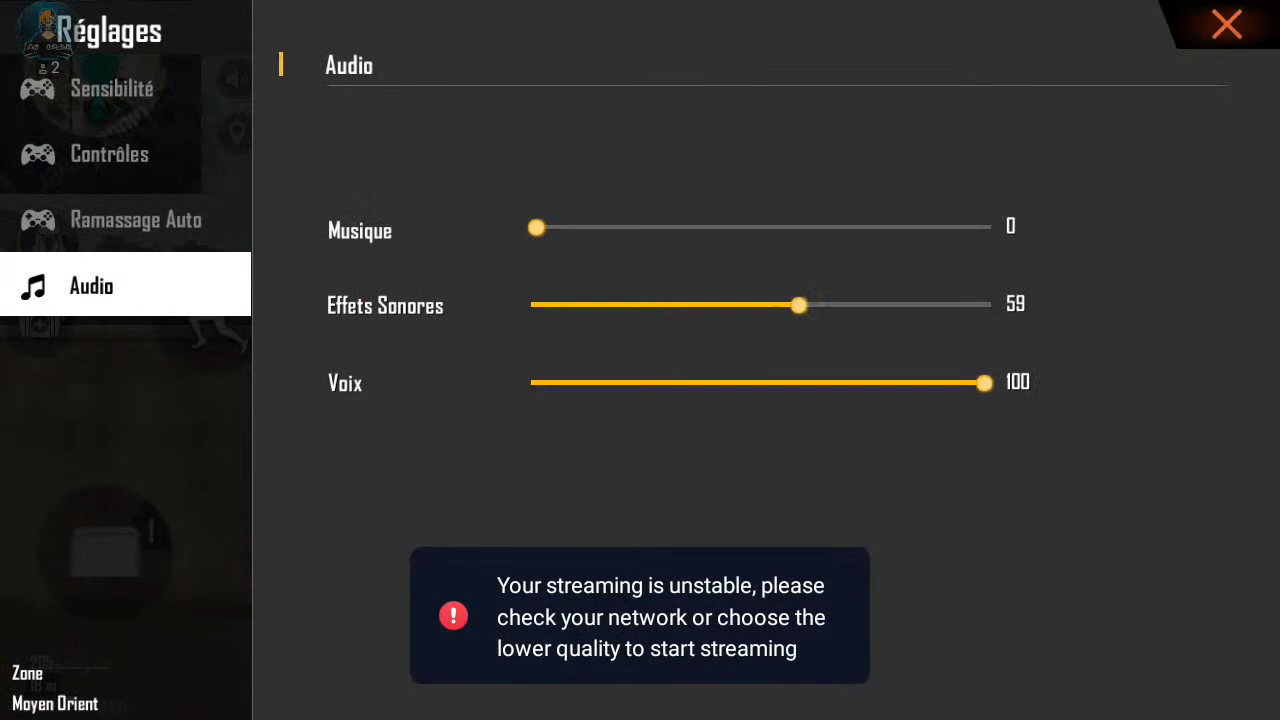 Réglages
2
Sensibilité
Contrôles
Ramassage Auto
Audio
Zone
Moyen Orient
Audio
Musique
0
Effets Sonores
59
Voix
100
Your streaming is unstable, please
check your network or choose the
lower quality to start streaming